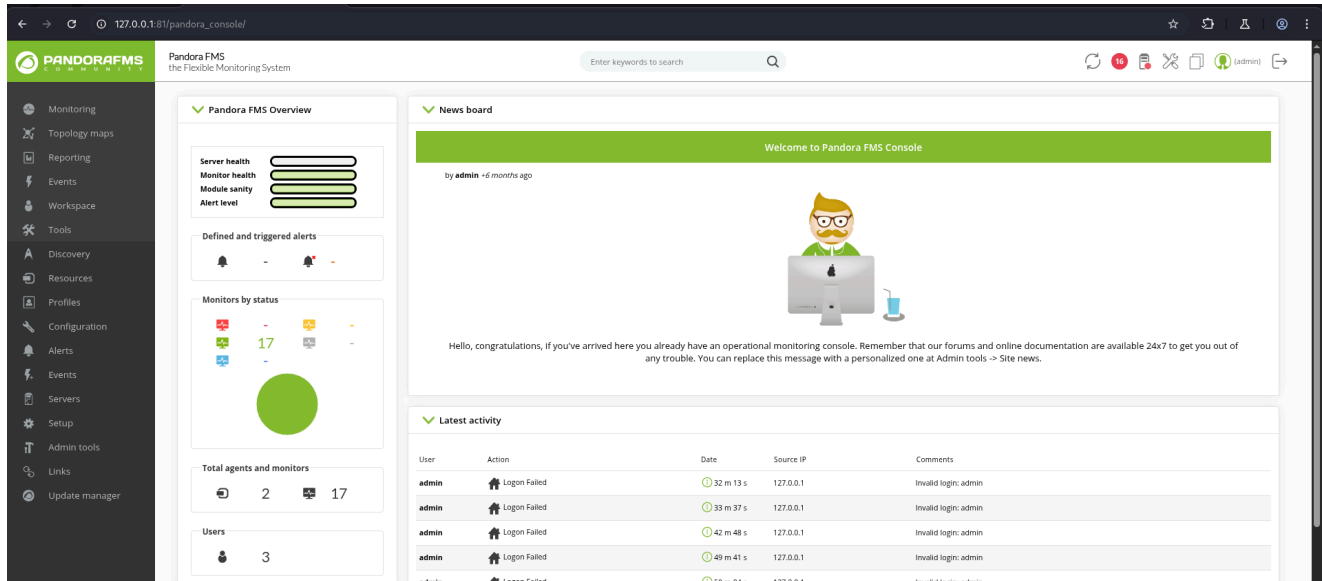 127.0.0.1:81/pandora_console/
PANDORAFMS
COMMUNITY
Pandora FMS
the Flexible Monitoring System
Enter keywords to search
16
(admin)
Monitoring
Topology maps
Reporting
Events
Workspace
Tools
Discovery
Resources
Profiles
Configuration
Alerts
Events
Servers
Setup
Admin tools
Links
Update manager
Pandora FMS Overview
Server health
Monitor health
Module sanity
Alert level
Defined and triggered alerts
- -
Monitors by status
- -
17 -
-
Total agents and monitors
2 17
Users
3
News board
Welcome to Pandora FMS Console
by admin +6 months ago
Hello, congratulations, if you've arrived here you already have an operational monitoring console. Remember that our forums and online documentation are available 24x7 to get you out of
any trouble. You can replace this message with a personalized one at Admin tools -> Site news.
Latest activity
User Action Date Source IP Comments
admin Logon Failed 32 m 13 s 127.0.0.1 Invalid login: admin
admin Logon Failed 33 m 37 s 127.0.0.1 Invalid login: admin
admin Logon Failed 42 m 48 s 127.0.0.1 Invalid login: admin
admin Logon Failed 49 m 41 s 127.0.0.1 Invalid login: admin